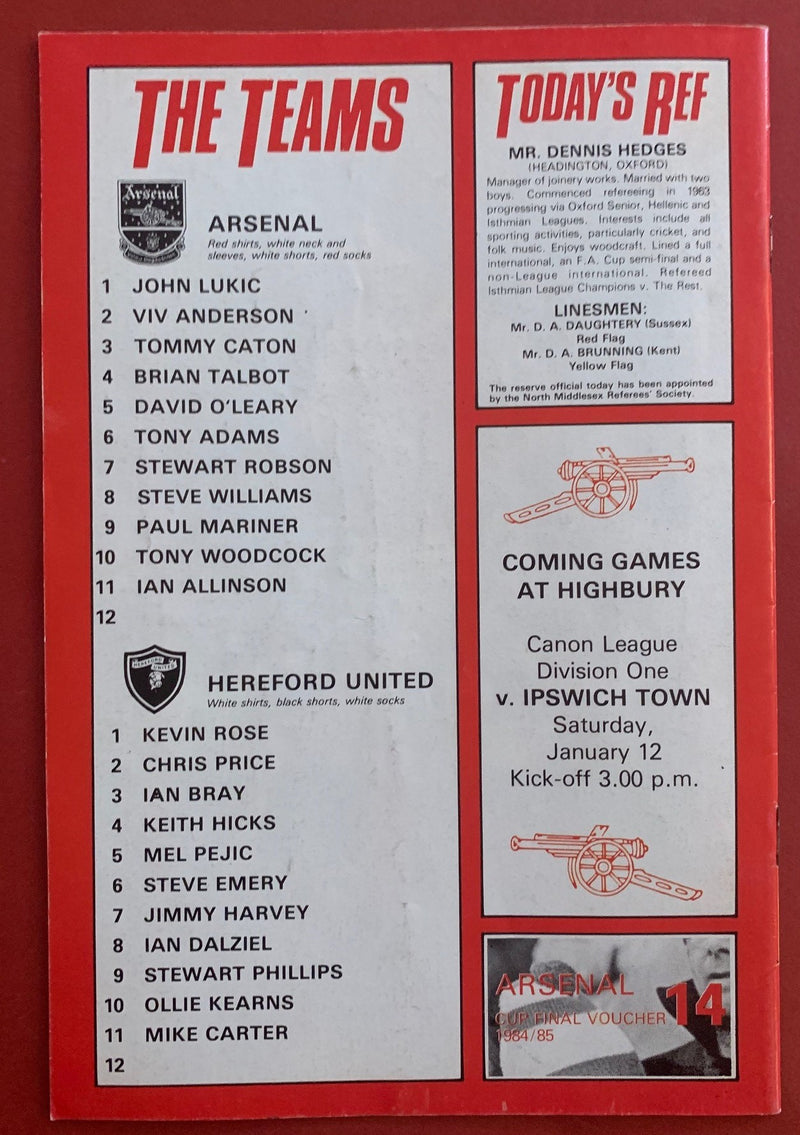 THE TEAMS
Arsenal
ARSENAL
Red shirts, white neck and
sleeves, white shorts, red socks
1 JOHN LUKIC
2 VIV ANDERSON
3 TOMMY CATON
4 BRIAN TALBOT
5 DAVID O'LEARY
6 TONY ADAMS
7 STEWART ROBSON
8 STEVE WILLIAMS
9 PAUL MARINER
10 TONY WOODCOCK
11 IAN ALLINSON
12
HEREFORD
UNITED
HEREFORD UNITED
White shirts, black shorts, white socks
1 KEVIN ROSE
2 CHRIS PRICE
3 IAN BRAY
4 KEITH HICKS
5 MEL PEJIC
6 STEVE EMERY
7 JIMMY HARVEY
8 IAN DALZIEL
9 STEWART PHILLIPS
10 OLLIE KEARNS
11 MIKE CARTER
12
TODAY'S REF
MR. DENNIS HEDGES
(HEADINGTON, OXFORD)
Manager of joinery works. Married with two
boys. Commenced refereeing in 1963
progressing via Oxford Senior, Hellenic and
Isthmian Leagues. Interests include all
sporting activities, particularly cricket, and
folk music. Enjoys woodcraft. Lined a full
international, an F.A. Cup semi-final and a
non-League international. Refereed
Isthmian League Champions v. The Rest.
LINESMEN:
Mr. D. A. DAUGHTERY (Sussex)
Red Flag
Mr. D. A. BRUNNING (Kent)
Yellow Flag
The reserve official today has been appointed
by the North Middlesex Referees' Society.
COMING GAMES
AT HIGHBURY
Canon League
Division One
v. IPSWICH TOWN
Saturday,
January 12
Kick-off 3.00 p.m.
ARSENAL
CUP FINAL VOUCHER 14
1984/85